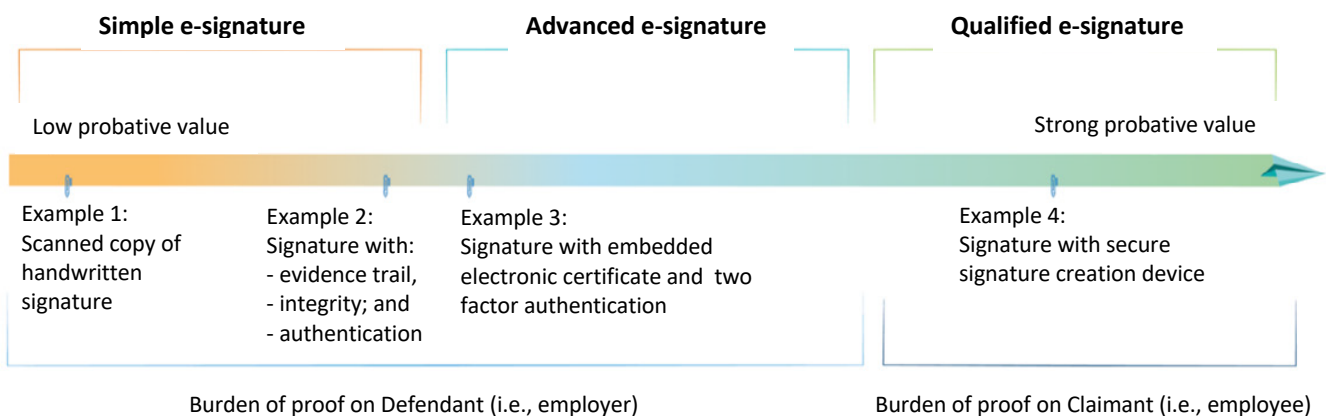 Simple e-signature
Advanced e-signature
Qualified e-signature
Low probative value
Strong probative value
Example 1:
Scanned copy of
handwritten
signature
Example 2:
Signature with:
- evidence trail,
- integrity; and
- authentication
Example 3:
Signature with embedded
electronic certificate and two
factor authentication
Example 4:
Signature with secure
signature creation device
Burden of proof on Defendant (i.e., employer)
Burden of proof on Claimant (i.e., employee)